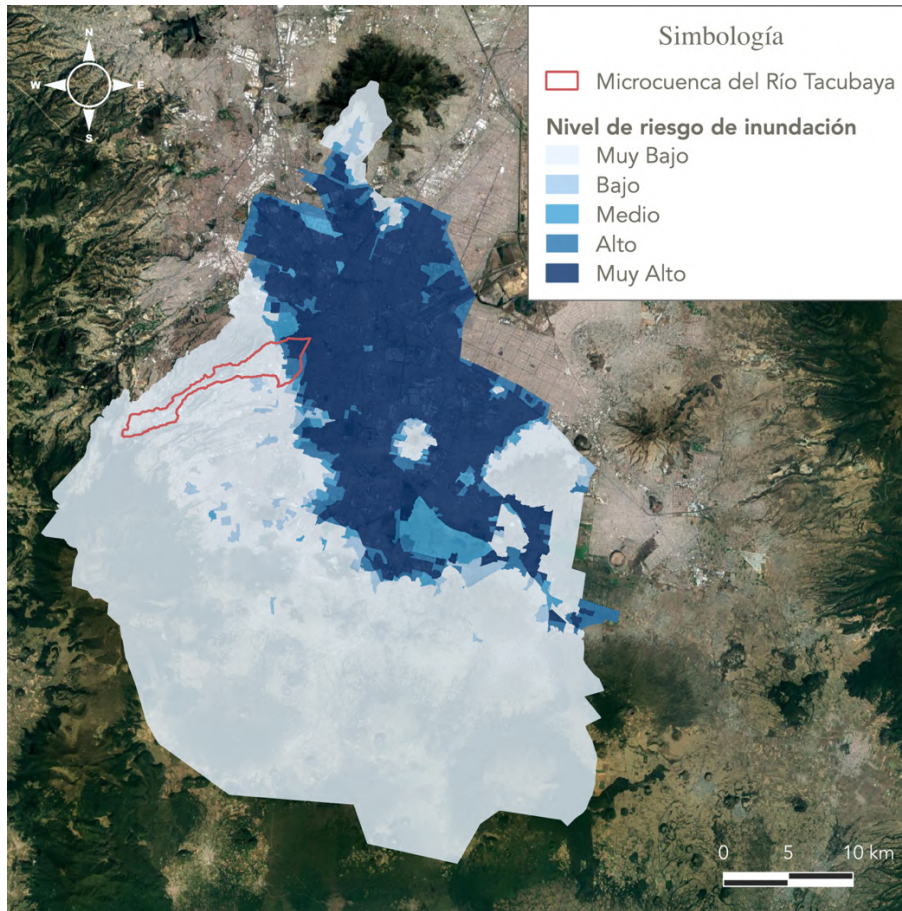 N
W
E
S
Simbología
Microcuenca del Río Tacubaya
Nivel de riesgo de inundación
Muy Bajo
Bajo
Medio
Alto
Muy Alto
0 5 10 km